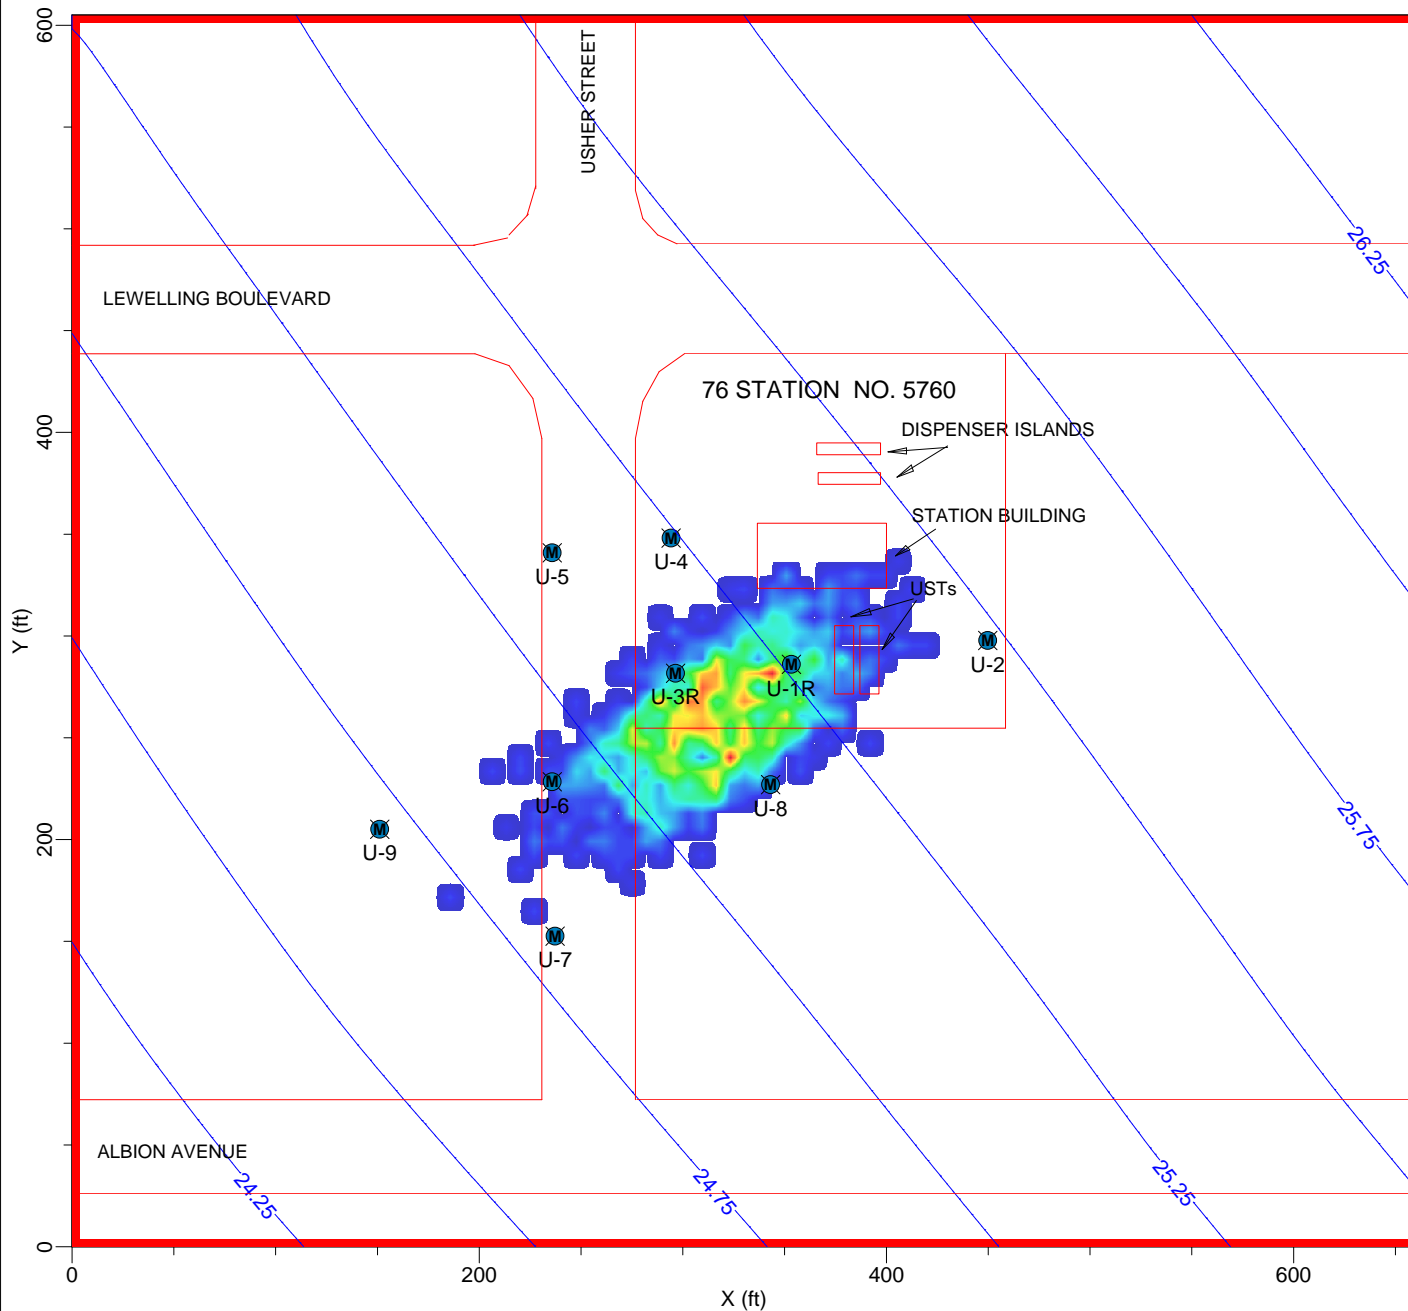 600
USHER STREET
26.25
LEWELLING BOULEVARD
76 STATION  NO. 5760
DISPENSER ISLANDS
400
STATION BUILDING
M
U-4
M
U-5
USTs
Y (ft)
M
U-2
M
U-1R
M
U-3R
M
U-6
M
U-8
25.75
M
U-9
200
M
U-7
ALBION AVENUE
24.25
24.75
25.25
0
0
200
400
600
X (ft)